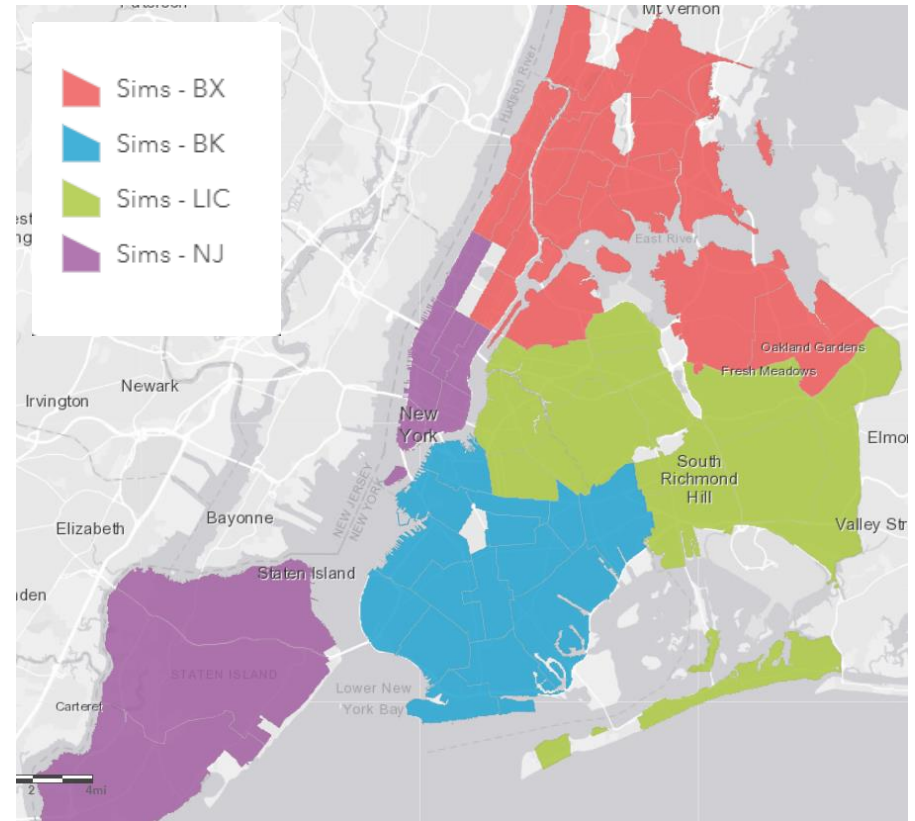 Mt Vernon
Sims - BX
Sims - BK
Sims - LIC
Sims - NJ
Hudson River
East River
Oakland Gardens
Fresh Meadows
Newark
Irvington
New
York
Elmo
South
Richmond
Hill
NEW JERSEY
NEW YORK
Bayonne
Elizabeth
Valley Str
Staten Island
den
STATEN ISLAND
Lower New
York Bay
Carteret
2
4mi